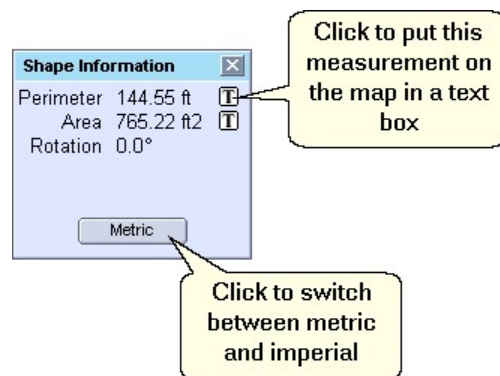 Click to put this
measurement on
the map in a text
box
Shape Information
Perimeter 144.55 ft T
Area 765.22 ft2 T
Rotation 0.0°
Metric
Click to switch
between metric
and imperial